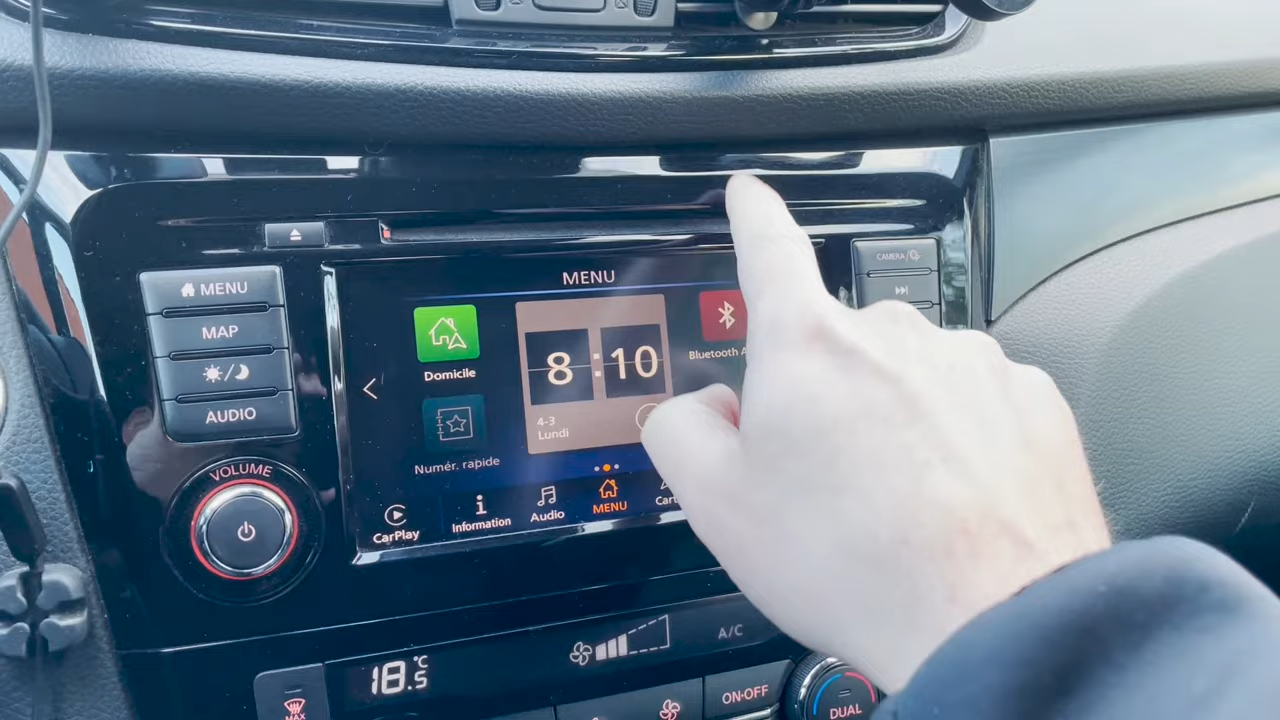 MENU
MAP
AUDIO
VOLUME
MENU
Domicile
Numér. rapide
8:10
4-3
Lundi
Bluetooth
CarPlay
Information
Audio
MENU
CAMERA/
18.5°C
A/C
MAX
ON·OFF
DUAL